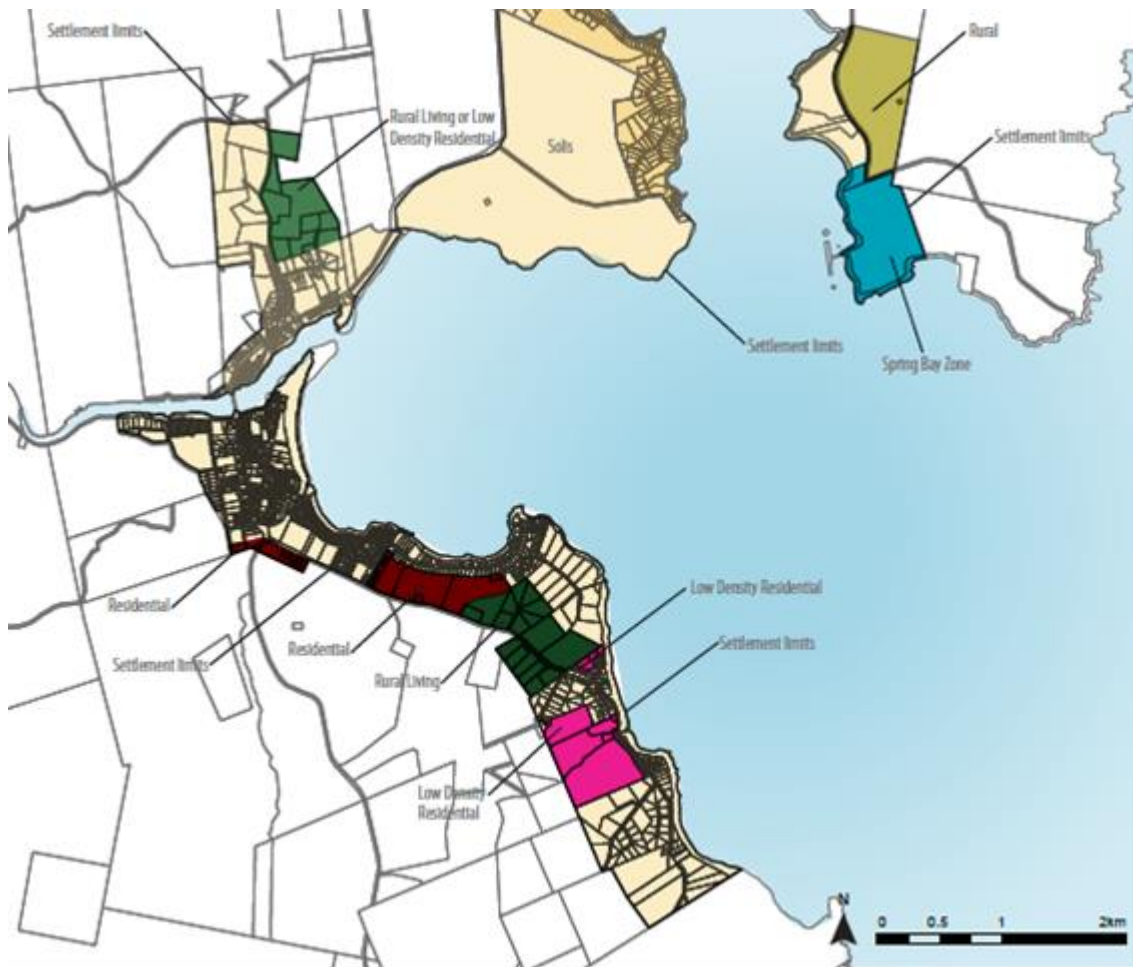 Settlement limits
Rural
Rural Living or Low
Density Residential
Solis
Settlement limits
Settlement limits
Spring Bay Zone
Low Density Residential
Residential
Settlement limits
Residential
Settlement limits
Rural Living
Low Density
Residential
N
0 0.5 1 2km